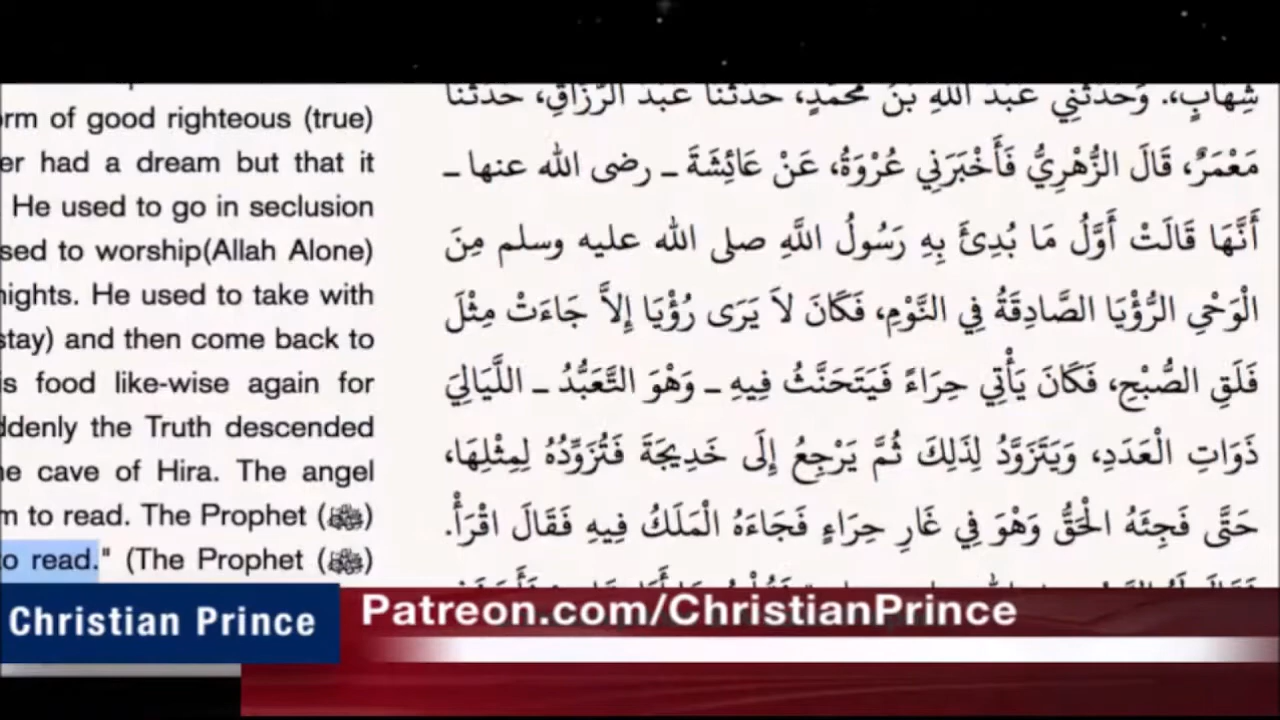 orm of good righteous (true)
er had a dream but that it
He used to go in seclusion
sed to worship(Allah Alone)
nights. He used to take with
stay) and then come back to
s food like-wise again for
ddenly the Truth descended
ne cave of Hira. The angel
m to read. The Prophet (ﷺ)
to read." (The Prophet (ﷺ)
شِهَابٍ،‏.‏ وَحَدَّثَنِي عَبْدُ اللَّهِ بْنُ مُحَمَّدٍ، حَدَّثَنَا عَبْدُ الرَّزَّاقِ، حَدَّثَنَا
مَعْمَرٌ، قَالَ الزُّهْرِيُّ فَأَخْبَرَنِي عُرْوَةُ، عَنْ عَائِشَةَ ـ رضى الله عنها ـ
أَنَّهَا قَالَتْ أَوَّلُ مَا بُدِئَ بِهِ رَسُولُ اللَّهِ صلى الله عليه وسلم مِنَ
الْوَحْىِ الرُّؤْيَا الصَّادِقَةُ فِي النَّوْمِ، فَكَانَ لاَ يَرَى رُؤْيَا إِلاَّ جَاءَتْ مِثْلَ
فَلَقِ الصُّبْحِ، فَكَانَ يَأْتِي حِرَاءً فَيَتَحَنَّثُ فِيهِ ـ وَهْوَ التَّعَبُّدُ ـ اللَّيَالِيَ
ذَوَاتِ الْعَدَدِ، وَيَتَزَوَّدُ لِذَلِكَ ثُمَّ يَرْجِعُ إِلَى خَدِيجَةَ فَتُزَوِّدُهُ لِمِثْلِهَا،
حَتَّى فَجِئَهُ الْحَقُّ وَهْوَ فِي غَارِ حِرَاءٍ فَجَاءَهُ الْمَلَكُ فِيهِ فَقَالَ اقْرَأْ‏.‏
Christian Prince
Patreon.com/ChristianPrince